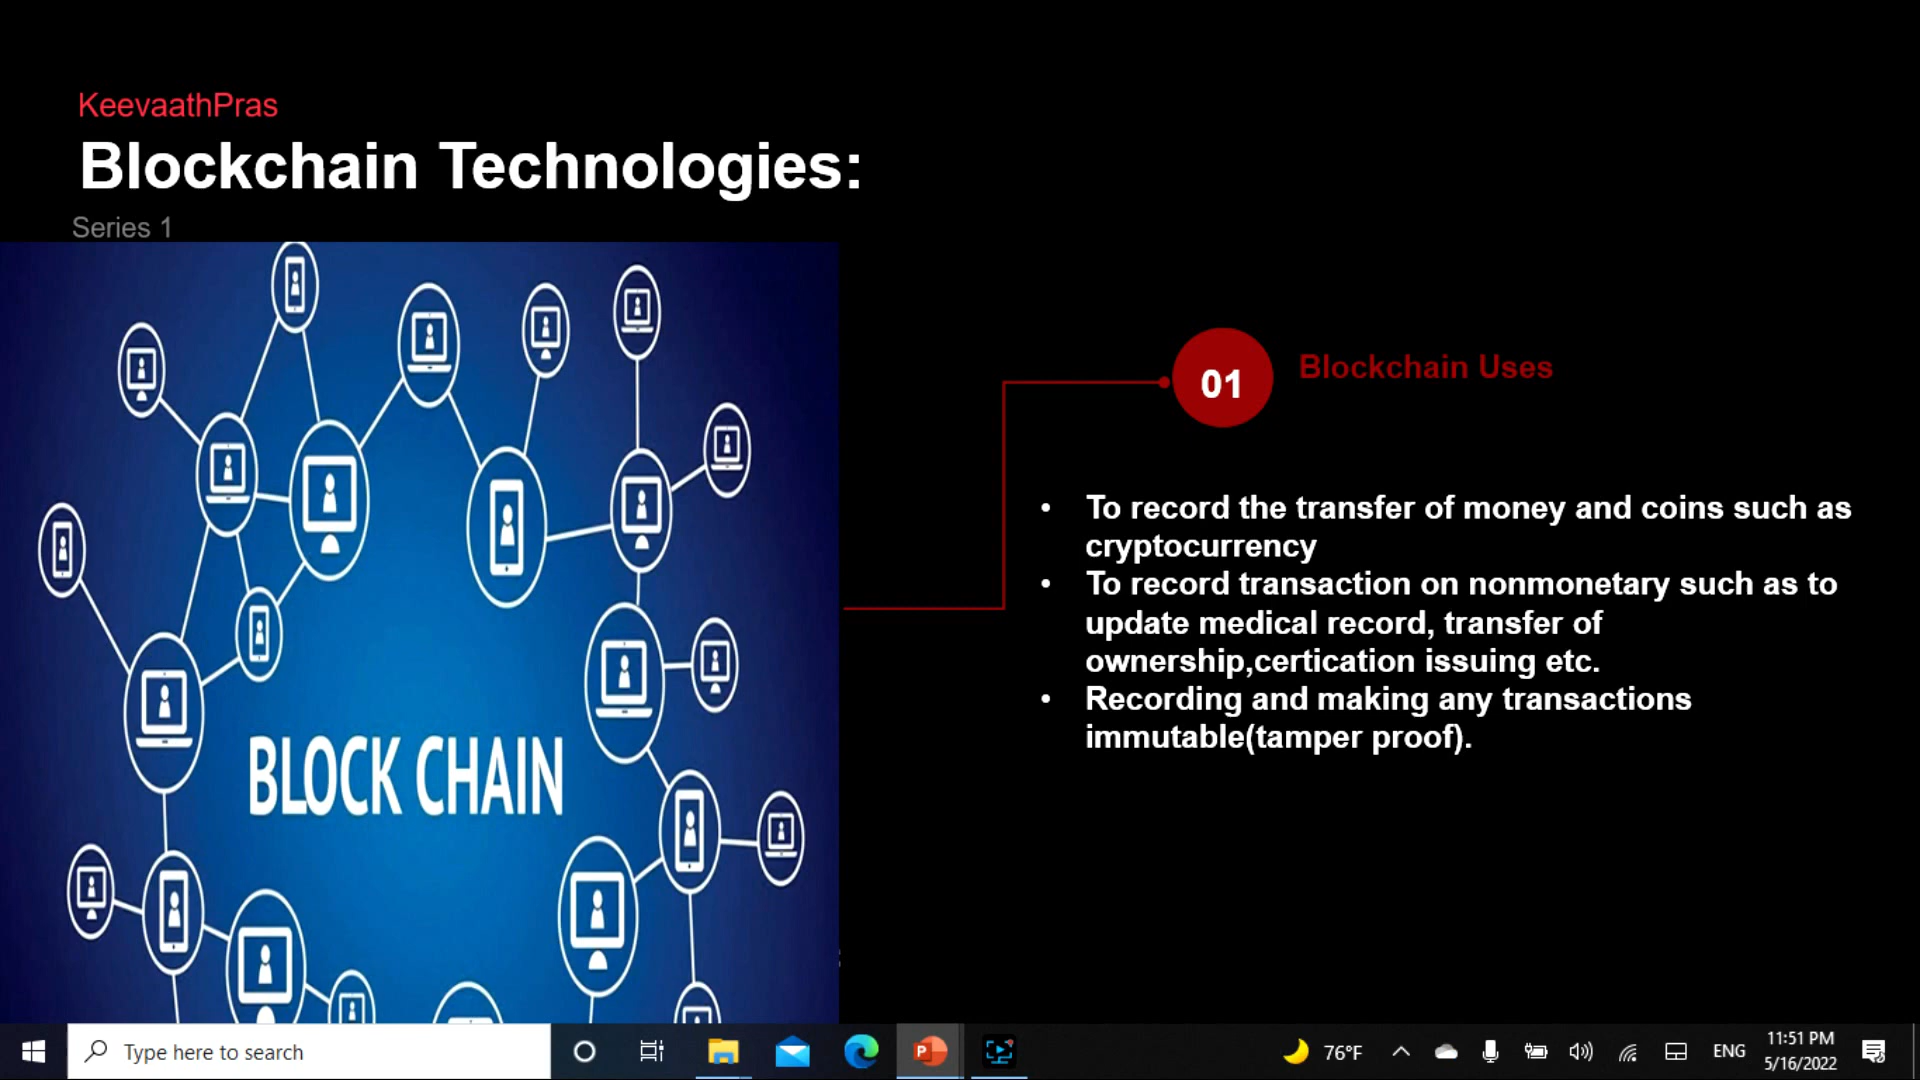 KeevaathPras
Blockchain Technologies:
Series 1
BLOCK CHAIN
01
Blockchain Uses
• To record the transfer of money and coins such as
cryptocurrency
• To record transaction on nonmonetary such as to
update medical record, transfer of
ownership,certication issuing etc.
• Recording and making any transactions
immutable(tamper proof).
Type here to search
76°F
ENG
11:51 PM
5/16/2022